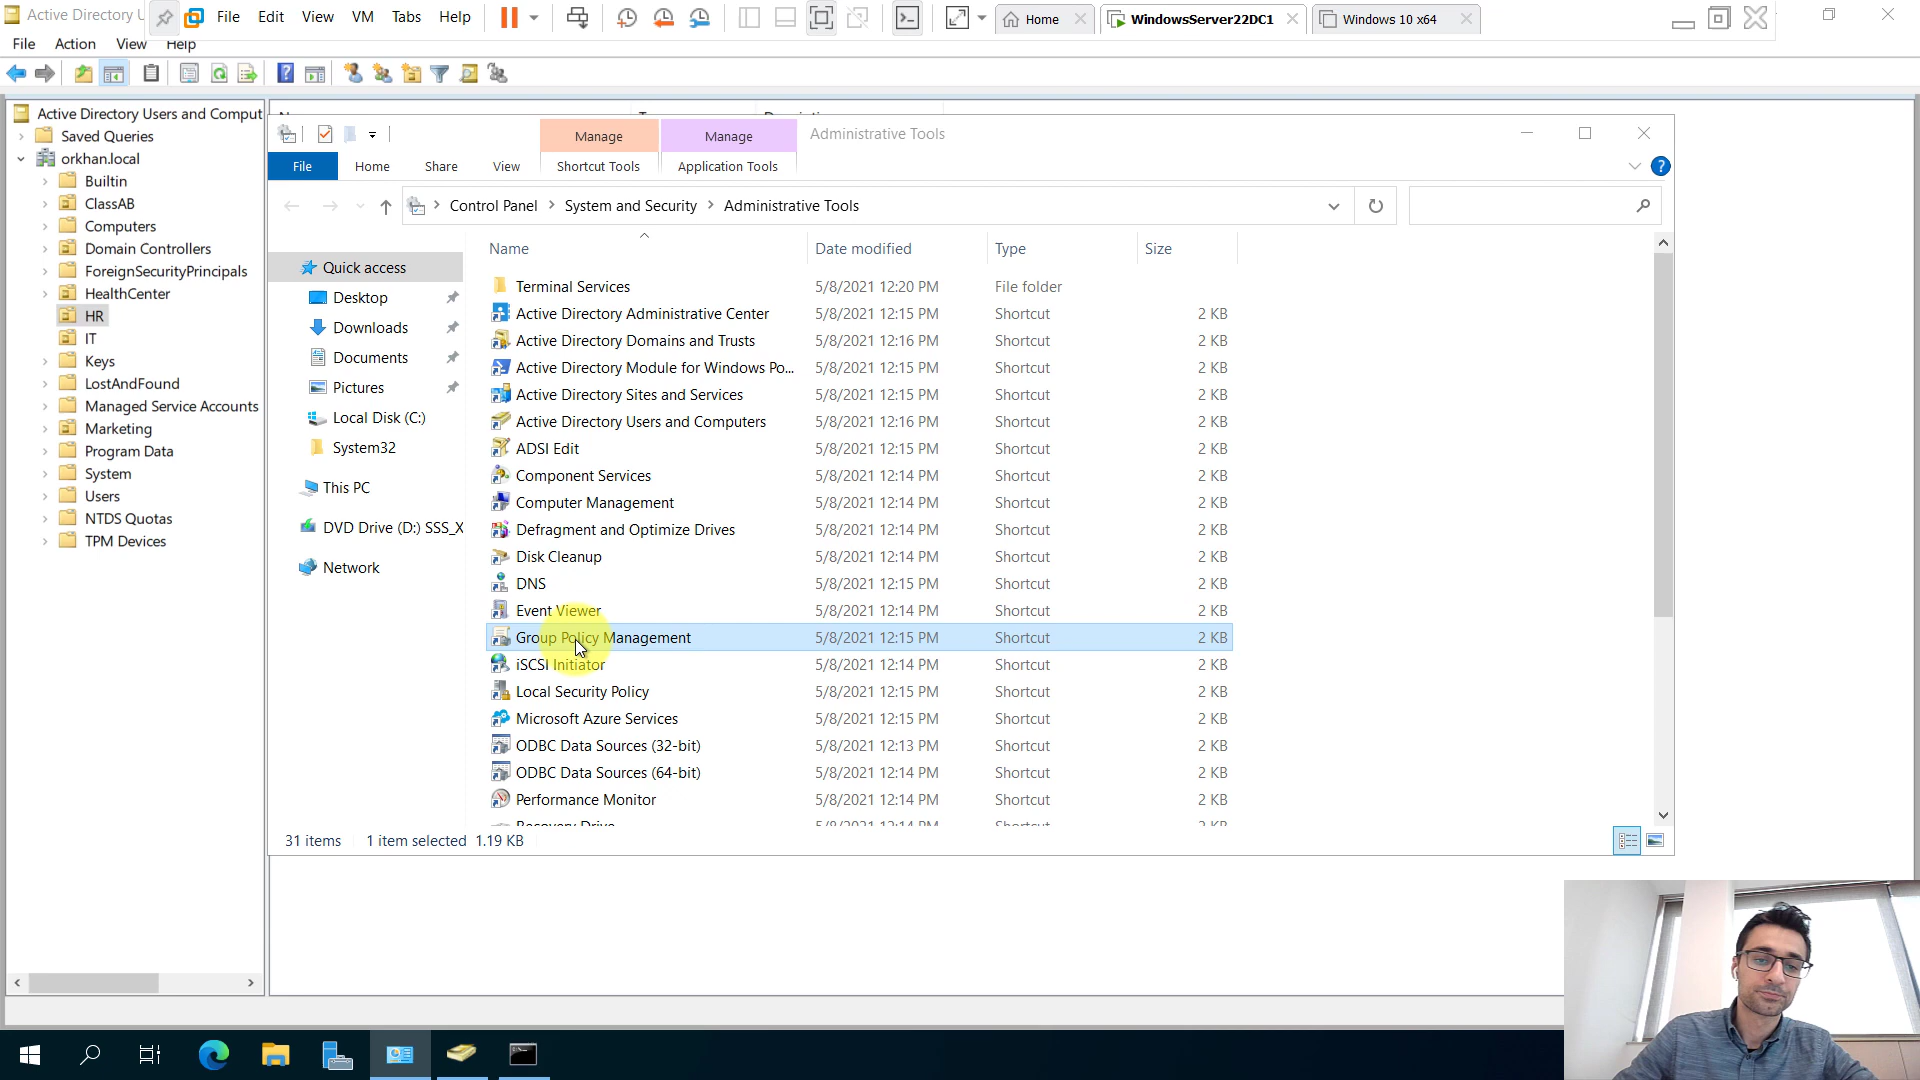 Active Directory U
File Edit View VM Tabs Help
Home
WindowsServer22DC1
Windows 10 x64
File Action View Help
Active Directory Users and Comput
Saved Queries
orkhan.local
Builtin
ClassAB
Computers
Domain Controllers
ForeignSecurityPrincipals
HealthCenter
HR
IT
Keys
LostAndFound
Managed Service Accounts
Marketing
Program Data
System
Users
NTDS Quotas
TPM Devices
Manage Manage Administrative Tools
File Home Share View Shortcut Tools Application Tools
Control Panel > System and Security > Administrative Tools
Quick access
Desktop
Downloads
Documents
Pictures
Local Disk (C:)
System32
This PC
DVD Drive (D:) SSS_X
Network
Name Date modified Type Size
Terminal Services 5/8/2021 12:20 PM File folder
Active Directory Administrative Center 5/8/2021 12:15 PM Shortcut 2 KB
Active Directory Domains and Trusts 5/8/2021 12:16 PM Shortcut 2 KB
Active Directory Module for Windows Po... 5/8/2021 12:15 PM Shortcut 2 KB
Active Directory Sites and Services 5/8/2021 12:15 PM Shortcut 2 KB
Active Directory Users and Computers 5/8/2021 12:16 PM Shortcut 2 KB
ADSI Edit 5/8/2021 12:15 PM Shortcut 2 KB
Component Services 5/8/2021 12:14 PM Shortcut 2 KB
Computer Management 5/8/2021 12:14 PM Shortcut 2 KB
Defragment and Optimize Drives 5/8/2021 12:14 PM Shortcut 2 KB
Disk Cleanup 5/8/2021 12:14 PM Shortcut 2 KB
DNS 5/8/2021 12:15 PM Shortcut 2 KB
Event Viewer 5/8/2021 12:14 PM Shortcut 2 KB
Group Policy Management 5/8/2021 12:15 PM Shortcut 2 KB
iSCSI Initiator 5/8/2021 12:14 PM Shortcut 2 KB
Local Security Policy 5/8/2021 12:15 PM Shortcut 2 KB
Microsoft Azure Services 5/8/2021 12:15 PM Shortcut 2 KB
ODBC Data Sources (32-bit) 5/8/2021 12:13 PM Shortcut 2 KB
ODBC Data Sources (64-bit) 5/8/2021 12:14 PM Shortcut 2 KB
Performance Monitor 5/8/2021 12:14 PM Shortcut 2 KB
Recovery Drive 5/8/2021 12:14 PM Shortcut 2 KB
31 items 1 item selected 1.19 KB